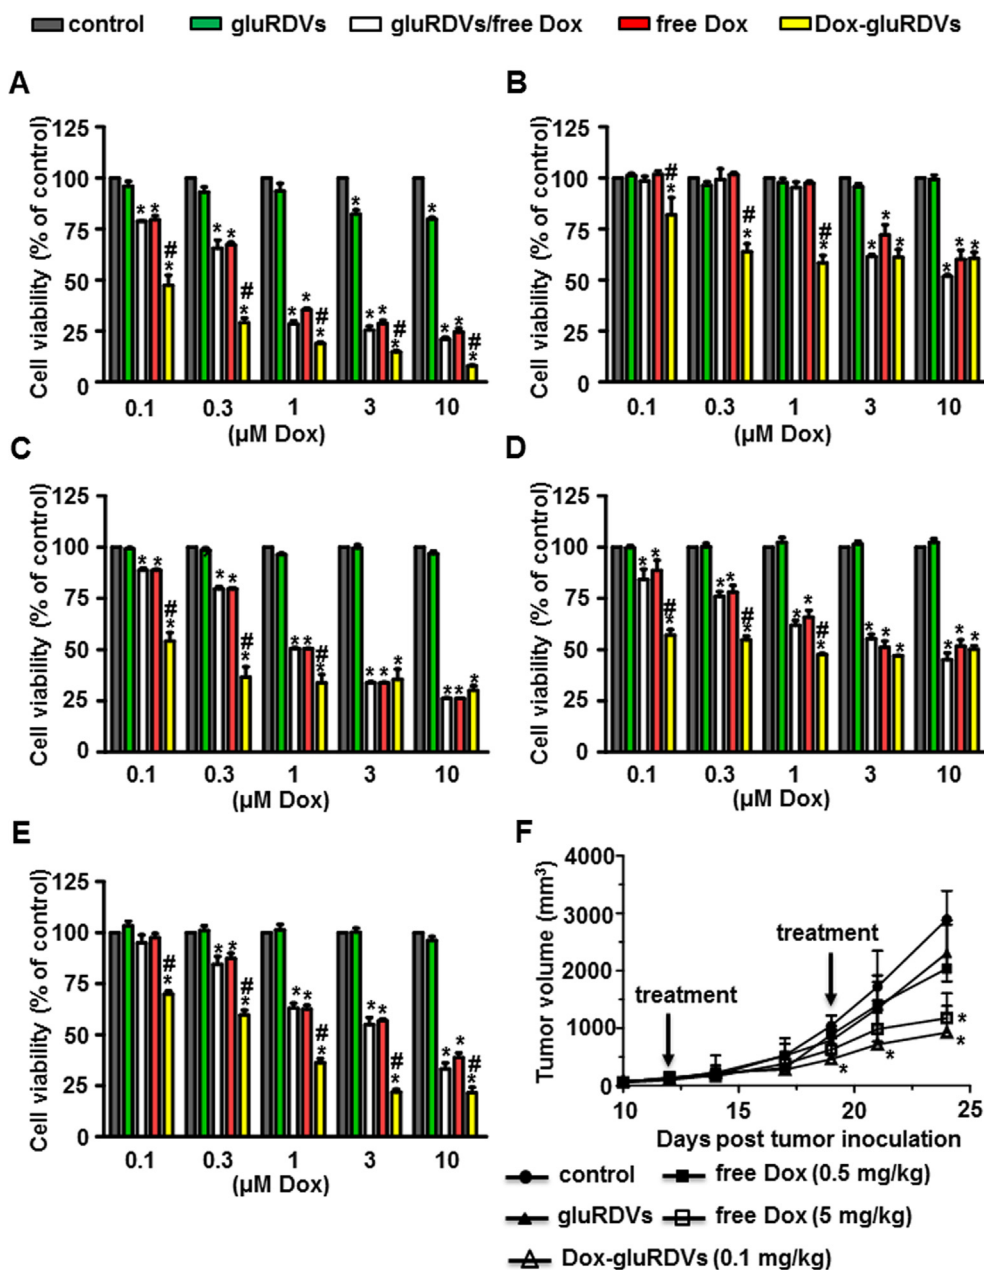 control gluRDVs gluRDVs/free Dox free Dox Dox-gluRDVs
A
Cell viability (% of control)
125
100
75
50
25
0
* * # *
* * # *
* * # *
* * * # *
* * * # *
0.1 0.3 1 3 10
(µM Dox)
B
Cell viability (% of control)
125
100
75
50
25
0
# *
# *
# *
* * *
* * *
0.1 0.3 1 3 10
(µM Dox)
C
Cell viability (% of control)
125
100
75
50
25
0
* * # *
* * # *
* * # *
* * *
* * *
0.1 0.3 1 3 10
(µM Dox)
D
Cell viability (% of control)
125
100
75
50
25
0
* * # *
* * # *
* * # *
* * *
* * *
0.1 0.3 1 3 10
(µM Dox)
E
Cell viability (% of control)
125
100
75
50
25
0
# *
* * # *
* * # *
* * # *
* * # *
0.1 0.3 1 3 10
(µM Dox)
F
Tumor volume (mm³)
4000
3000
2000
1000
0
treatment
treatment
*
*
*
*
10 15 20 25
Days post tumor inoculation
control free Dox (0.5 mg/kg)
gluRDVs free Dox (5 mg/kg)
Dox-gluRDVs (0.1 mg/kg)